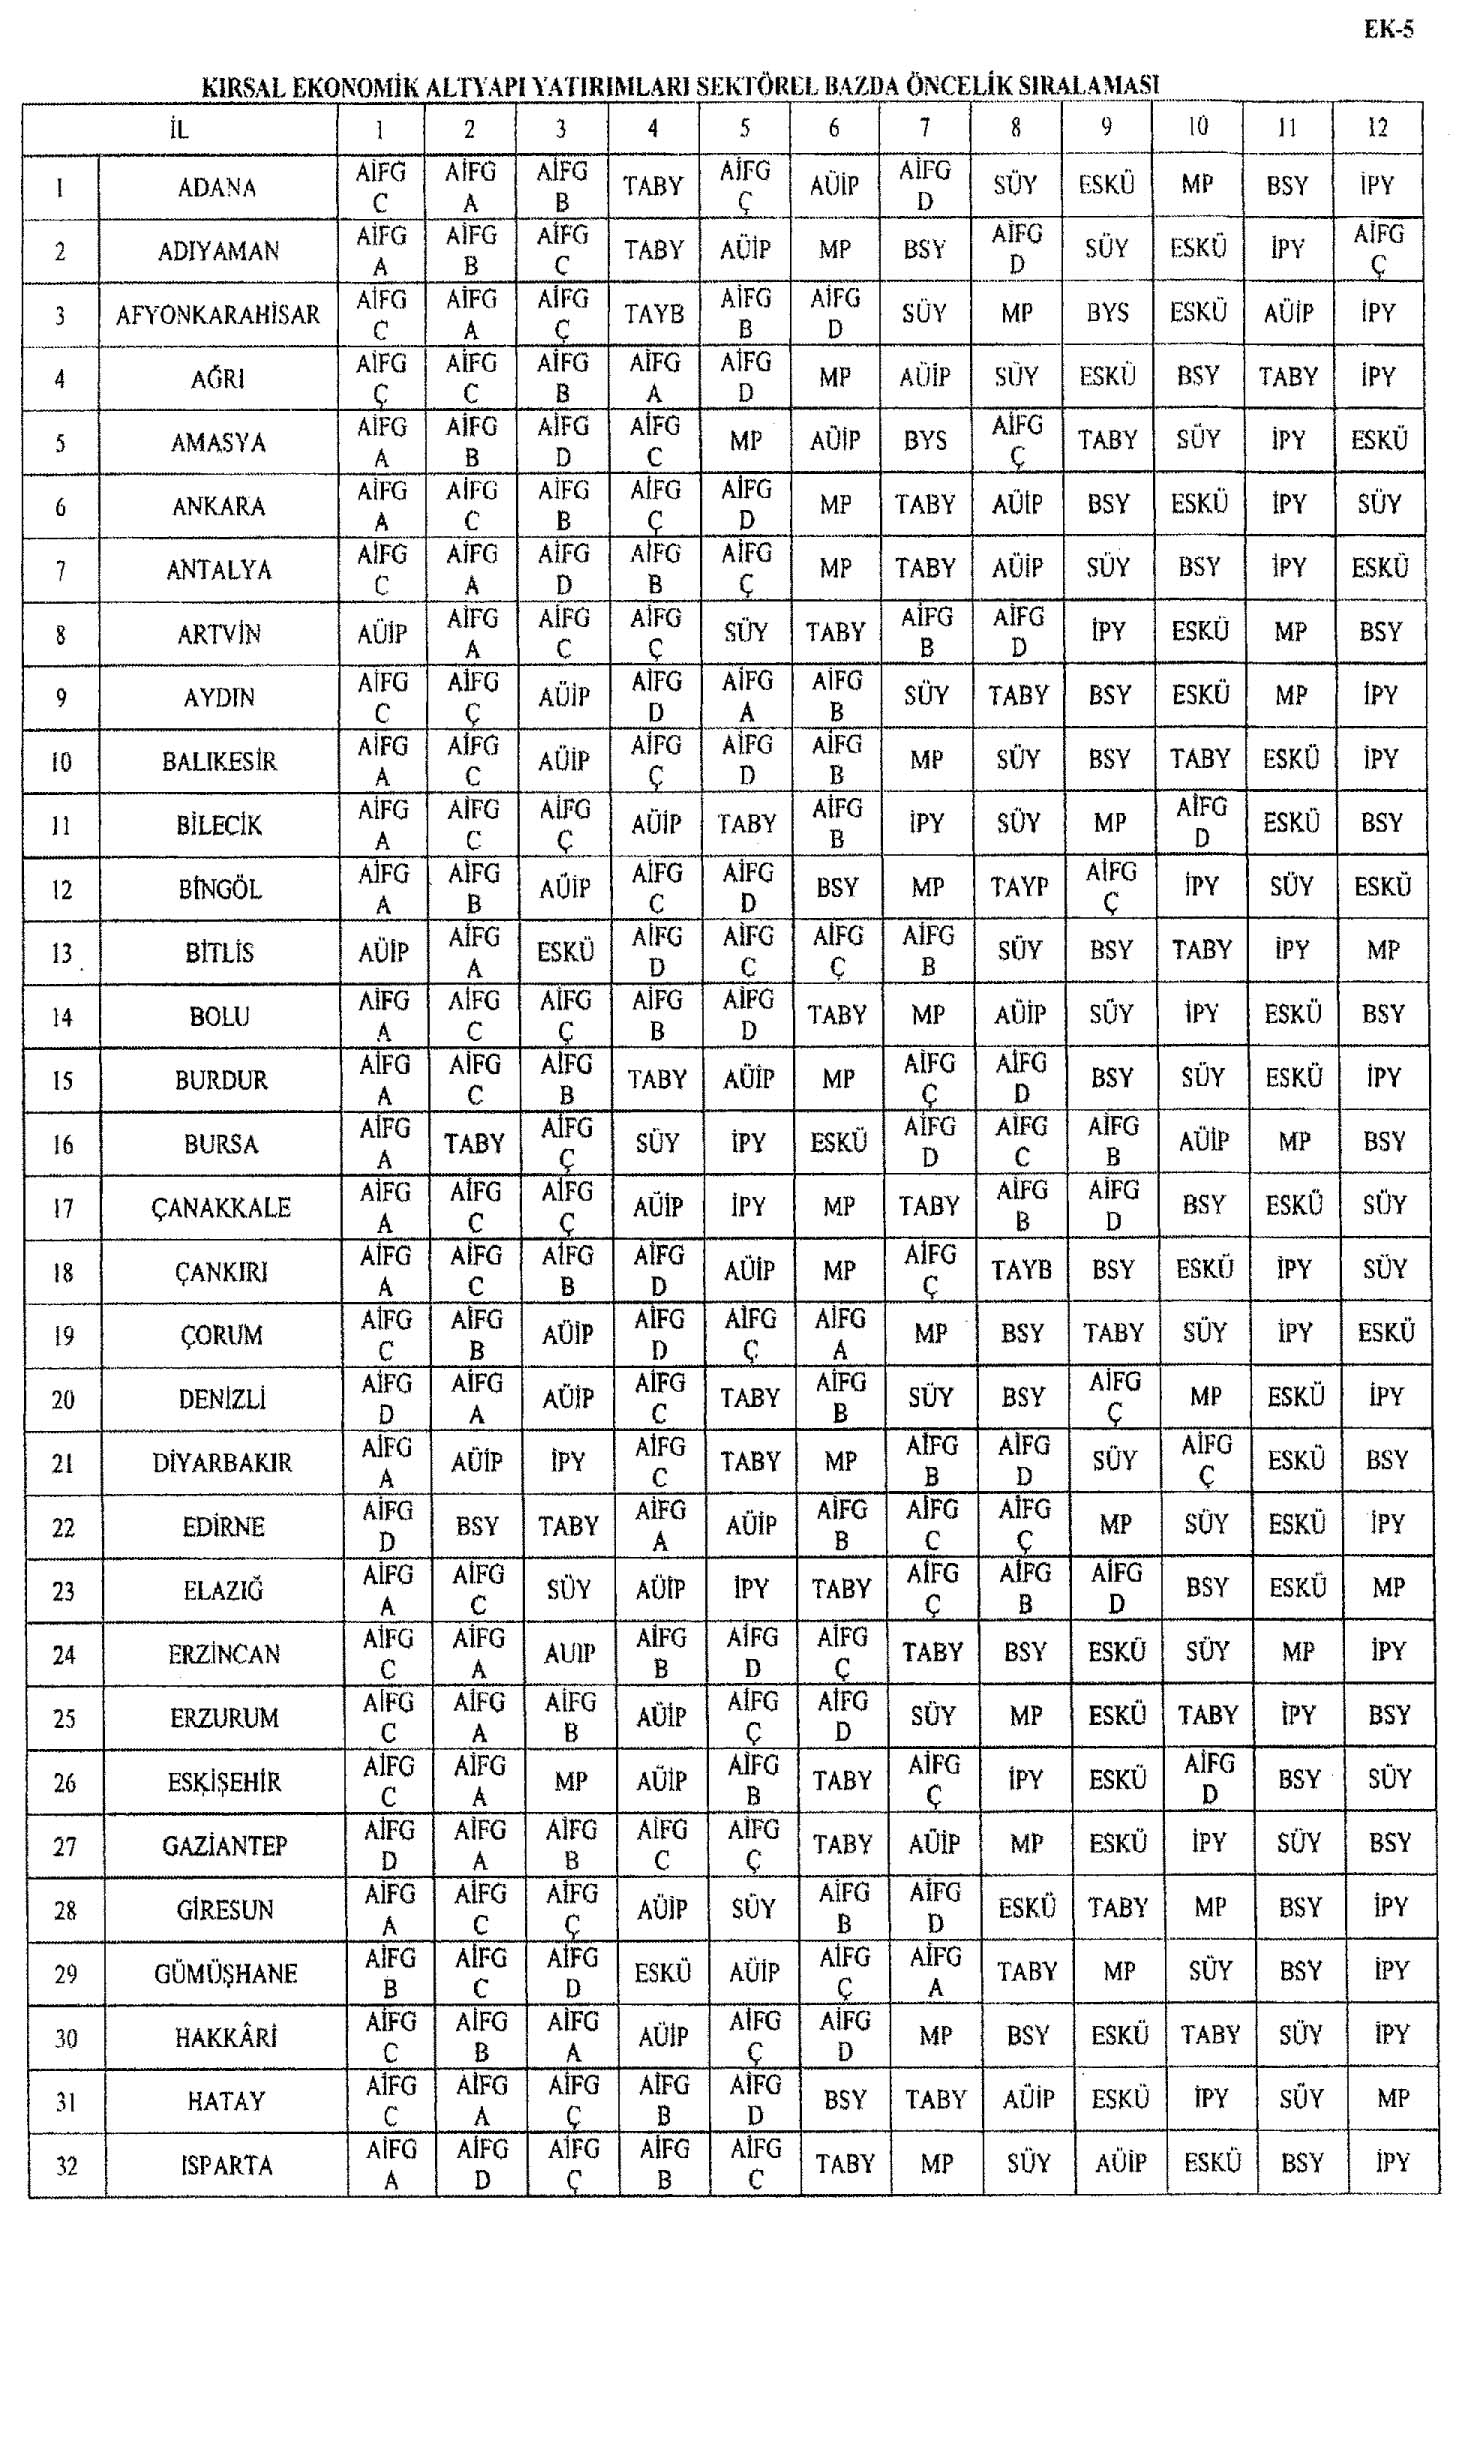 EK-5
KIRSAL EKONOMİK ALTYAPI YATIRIMLARI SEKTÖREL BAZDA ÖNCELİK SIRALAMASI
İL 1 2 3 4 5 6 7 8 9 10 11 12
1 ADANA AİFG C AİFG A AİFG B TABY AİFG Ç AÜİP AİFG D SÜY ESKÜ MP BSY İPY
2 ADIYAMAN AİFG A AİFG B AİFG C TABY AÜİP MP BSY AİFG D SÜY ESKÜ İPY AİFG Ç
3 AFYONKARAHİSAR AİFG C AİFG A AİFG Ç TAYB AİFG B AİFG D SÜY MP BYS ESKÜ AÜİP İPY
4 AĞRI AİFG Ç AİFG C AİFG B AİFG A AİFG D MP AÜİP SÜY ESKÜ BSY TABY İPY
5 AMASYA AİFG A AİFG B AİFG D AİFG C MP AÜİP BYS AİFG Ç TABY SÜY İPY ESKÜ
6 ANKARA AİFG A AİFG C AİFG B AİFG Ç AİFG D MP TABY AÜİP BSY ESKÜ İPY SÜY
7 ANTALYA AİFG C AİFG A AİFG D AİFG B AİFG Ç MP TABY AÜİP SÜY BSY İPY ESKÜ
8 ARTVİN AÜİP AİFG A AİFG C AİFG Ç SÜY TABY AİFG B AİFG D İPY ESKÜ MP BSY
9 AYDIN AİFG C AİFG Ç AÜİP AİFG D AİFG A AİFG B SÜY TABY BSY ESKÜ MP İPY
10 BALIKESİR AİFG A AİFG C AÜİP AİFG Ç AİFG D AİFG B MP SÜY BSY TABY ESKÜ İPY
11 BİLECİK AİFG A AİFG C AİFG Ç AÜİP TABY AİFG B İPY SÜY MP AİFG D ESKÜ BSY
12 BİNGÖL AİFG A AİFG B AÜİP AİFG C AİFG D BSY MP TAYP AİFG Ç İPY SÜY ESKÜ
13 BİTLİS AÜİP AİFG A ESKÜ AİFG D AİFG C AİFG Ç AİFG B SÜY BSY TABY İPY MP
14 BOLU AİFG A AİFG C AİFG Ç AİFG B AİFG D TABY MP AÜİP SÜY İPY ESKÜ BSY
15 BURDUR AİFG A AİFG C AİFG B TABY AÜİP MP AİFG Ç AİFG D BSY SÜY ESKÜ İPY
16 BURSA AİFG A TABY AİFG Ç SÜY İPY ESKÜ AİFG D AİFG C AİFG B AÜİP MP BSY
17 ÇANAKKALE AİFG A AİFG C AİFG Ç AÜİP İPY MP TABY AİFG B AİFG D BSY ESKÜ SÜY
18 ÇANKIRI AİFG A AİFG C AİFG B AİFG D AÜİP MP AİFG Ç TAYB BSY ESKÜ İPY SÜY
19 ÇORUM AİFG C AİFG B AÜİP AİFG D AİFG Ç AİFG A MP BSY TABY SÜY İPY ESKÜ
20 DENİZLİ AİFG D AİFG A AÜİP AİFG C TABY AİFG B SÜY BSY AİFG Ç MP ESKÜ İPY
21 DİYARBAKIR AİFG A AÜİP İPY AİFG C TABY MP AİFG B AİFG D SÜY AİFG Ç ESKÜ BSY
22 EDİRNE AİFG D BSY TABY AİFG A AÜİP AİFG B AİFG C AİFG Ç MP SÜY ESKÜ İPY
23 ELAZIĞ AİFG A AİFG C SÜY AÜİP İPY TABY AİFG Ç AİFG B AİFG D BSY ESKÜ MP
24 ERZİNCAN AİFG C AİFG A AUIP AİFG B AİFG D AİFG Ç TABY BSY ESKÜ SÜY MP İPY
25 ERZURUM AİFG C AİFG A AİFG B AÜİP AİFG Ç AİFG D SÜY MP ESKÜ TABY İPY BSY
26 ESKİŞEHİR AİFG C AİFG A MP AÜİP AİFG B TABY AİFG Ç İPY ESKÜ AİFG D BSY SÜY
27 GAZİANTEP AİFG D AİFG A AİFG B AİFG C AİFG Ç TABY AÜİP MP ESKÜ İPY SÜY BSY
28 GİRESUN AİFG A AİFG C AİFG Ç AÜİP SÜY AİFG B AİFG D ESKÜ TABY MP BSY İPY
29 GÜMÜŞHANE AİFG B AİFG C AİFG D ESKÜ AÜİP AİFG Ç AİFG A TABY MP SÜY BSY İPY
30 HAKKÂRİ AİFG C AİFG B AİFG A AÜİP AİFG Ç AİFG D MP BSY ESKÜ TABY SÜY İPY
31 HATAY AİFG C AİFG A AİFG Ç AİFG B AİFG D BSY TABY AÜİP ESKÜ İPY SÜY MP
32 ISPARTA AİFG A AİFG D AİFG Ç AİFG B AİFG C TABY MP SÜY AÜİP ESKÜ BSY İPY